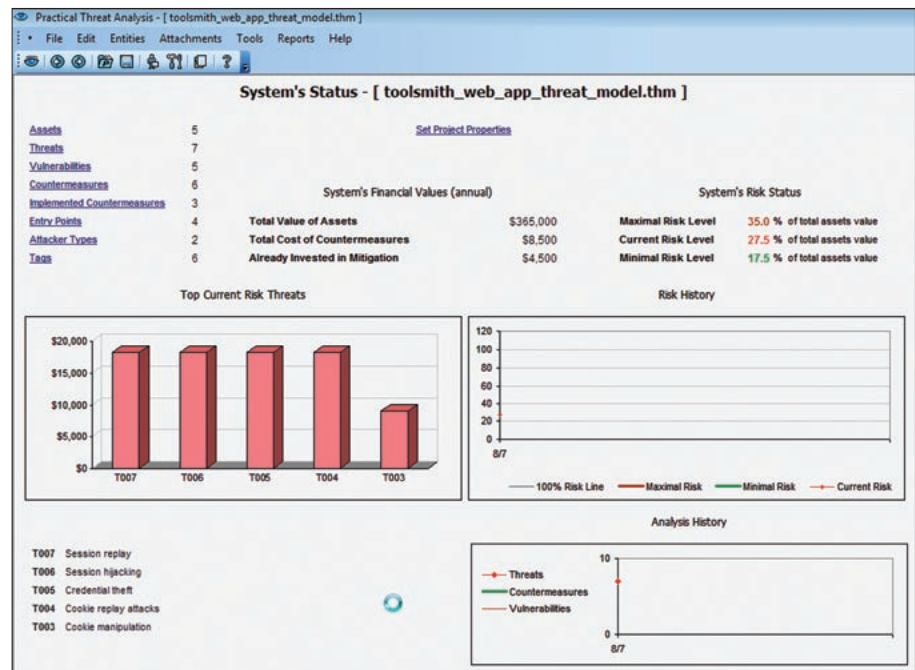 Practical Threat Analysis - [ toolsmith_web_app_threat_model.thm ]
File Edit Entities Attachments Tools Reports Help
System's Status - [ toolsmith_web_app_threat_model.thm ]
Assets 5
Set Project Properties
Threats 7
Vulnerabilities 5
Countermeasures 6
Implemented Countermeasures 3
Entry Points 4
Attacker Types 2
Tags 6
System's Financial Values (annual)
Total Value of Assets $365,000
Total Cost of Countermeasures $8,500
Already Invested in Mitigation $4,500
System's Risk Status
Maximal Risk Level 35.0 % of total assets value
Current Risk Level 27.5 % of total assets value
Minimal Risk Level 17.5 % of total assets value
Top Current Risk Threats
$20,000
$15,000
$10,000
$5,000
$0
T007 T006 T005 T004 T003
Risk History
120
100
80
60
40
20
0
8/7
100% Risk Line Maximal Risk Minimal Risk Current Risk
T007 Session replay
T006 Session hijacking
T005 Credential theft
T004 Cookie replay attacks
T003 Cookie manipulation
Analysis History
Threats
Countermeasures
Vulnerabilities
10
0
8/7